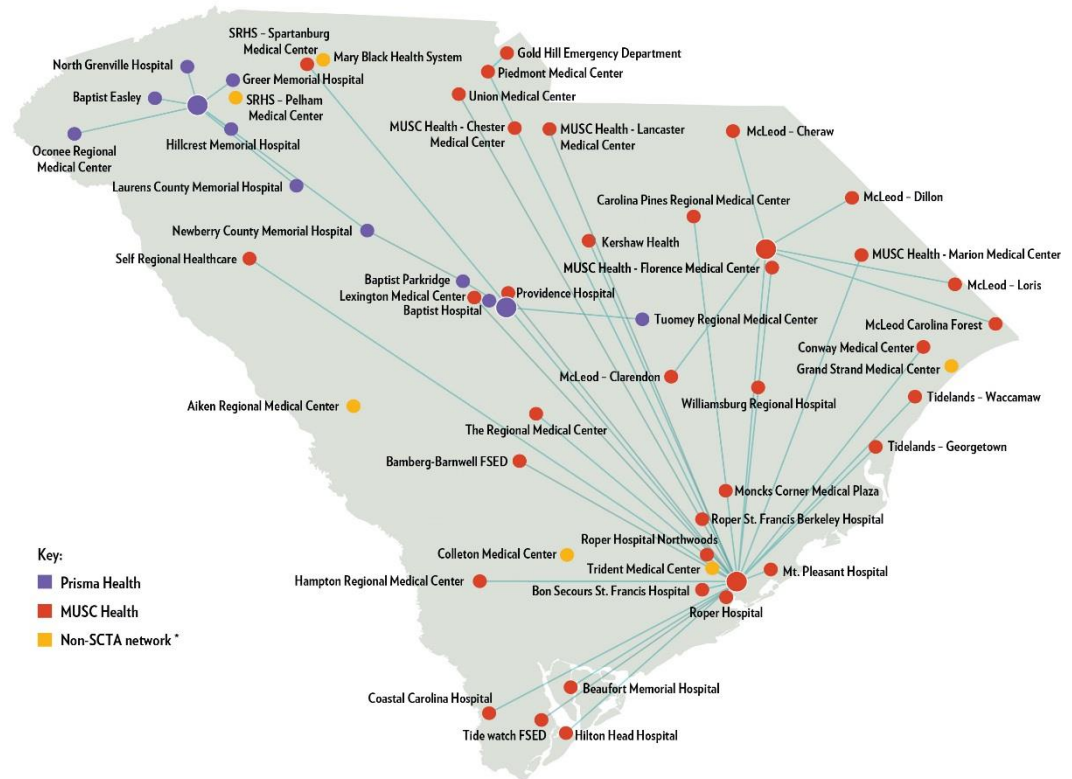 SRHS – Spartanburg
Medical Center
Mary Black Health System
Gold Hill Emergency Department
North Grenville Hospital
Greer Memorial Hospital
Piedmont Medical Center
Baptist Easley
SRHS – Pelham
Medical Center
Union Medical Center
Oconee Regional
Medical Center
Hillcrest Memorial Hospital
MUSC Health - Chester
Medical Center
MUSC Health - Lancaster
Medical Center
McLeod – Cheraw
Laurens County Memorial Hospital
Carolina Pines Regional Medical Center
McLeod – Dillon
Newberry County Memorial Hospital
Kershaw Health
Self Regional Healthcare
MUSC Health - Florence Medical Center
MUSC Health - Marion Medical Center
Baptist Parkridge
McLeod – Loris
Lexington Medical Center
Providence Hospital
Baptist
Hospital
Tuomey Regional Medical Center
McLeod Carolina Forest
Conway Medical Center
Grand Strand Medical Center
McLeod – Clarendon
Williamsburg Regional Hospital
Tidelands – Waccamaw
Aiken Regional Medical Center
The Regional Medical Center
Tidelands – Georgetown
Bamberg-Barnwell FSED
Moncks Corner Medical Plaza
Roper St. Francis Berkeley Hospital
Roper Hospital Northwoods
Colleton Medical Center
Trident Medical Center
Mt. Pleasant Hospital
Hampton Regional Medical Center
Bon Secours St. Francis Hospital
Roper Hospital
Key:
Prisma Health
MUSC Health
Non-SCTA network *
Beaufort Memorial Hospital
Coastal Carolina Hospital
Tide watch FSED
Hilton Head Hospital